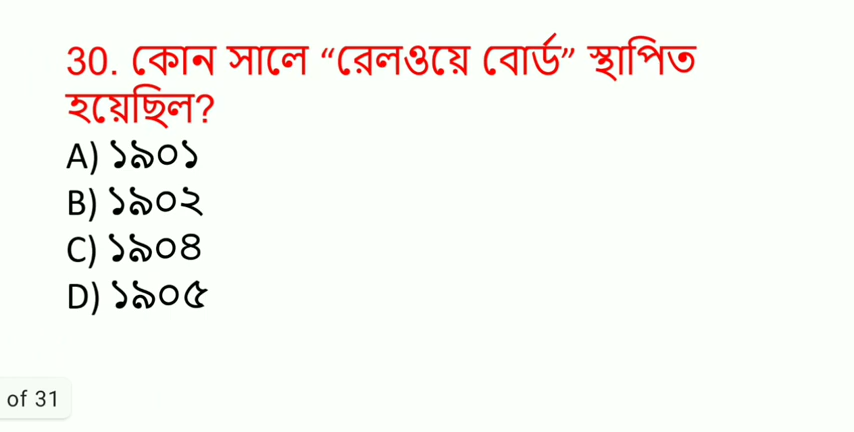 30. কোন সালে “রেলওয়ে বোর্ড” স্থাপিত
হয়েছিল?
A) ১৯০১
B) ১৯০২
C) ১৯০৪
D) ১৯০৫
of 31